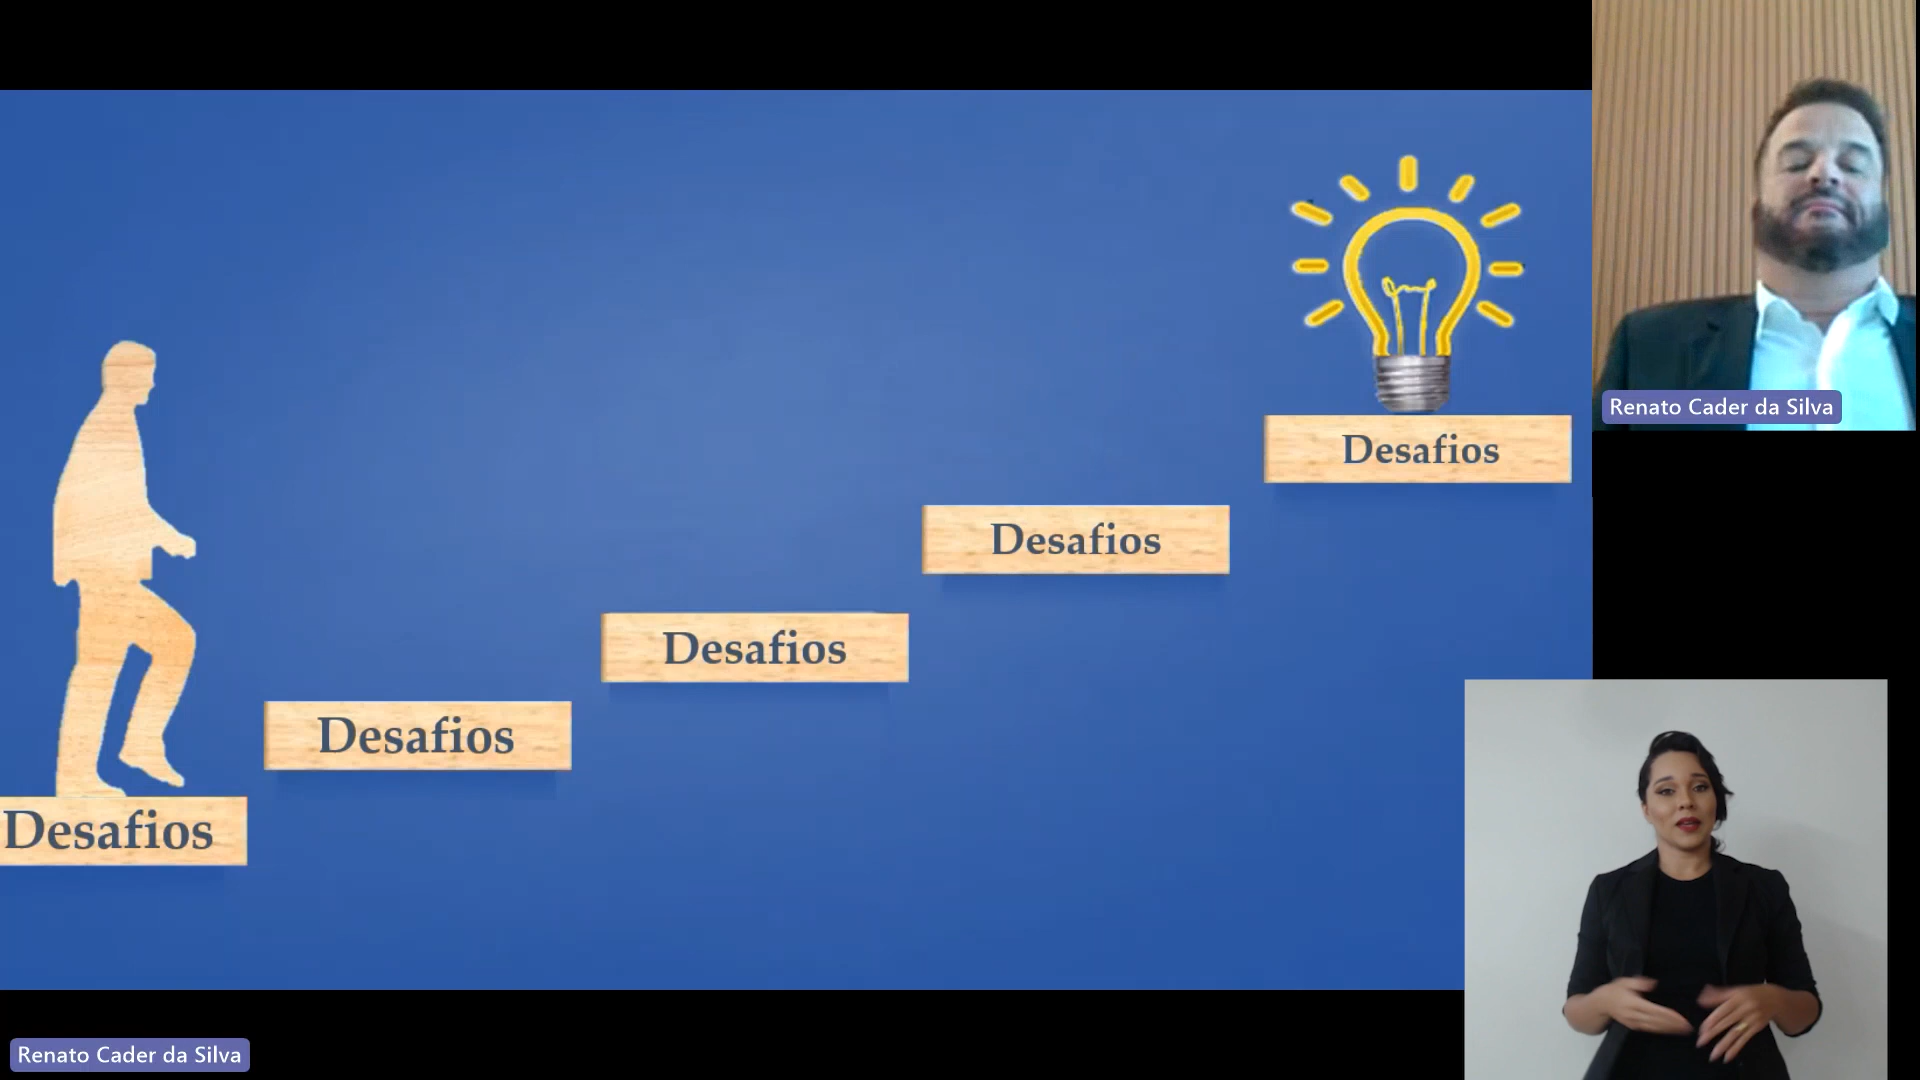 Renato Cader da Silva
Desafios
Desafios
Desafios
Desafios
Desafios
Renato Cader da Silva